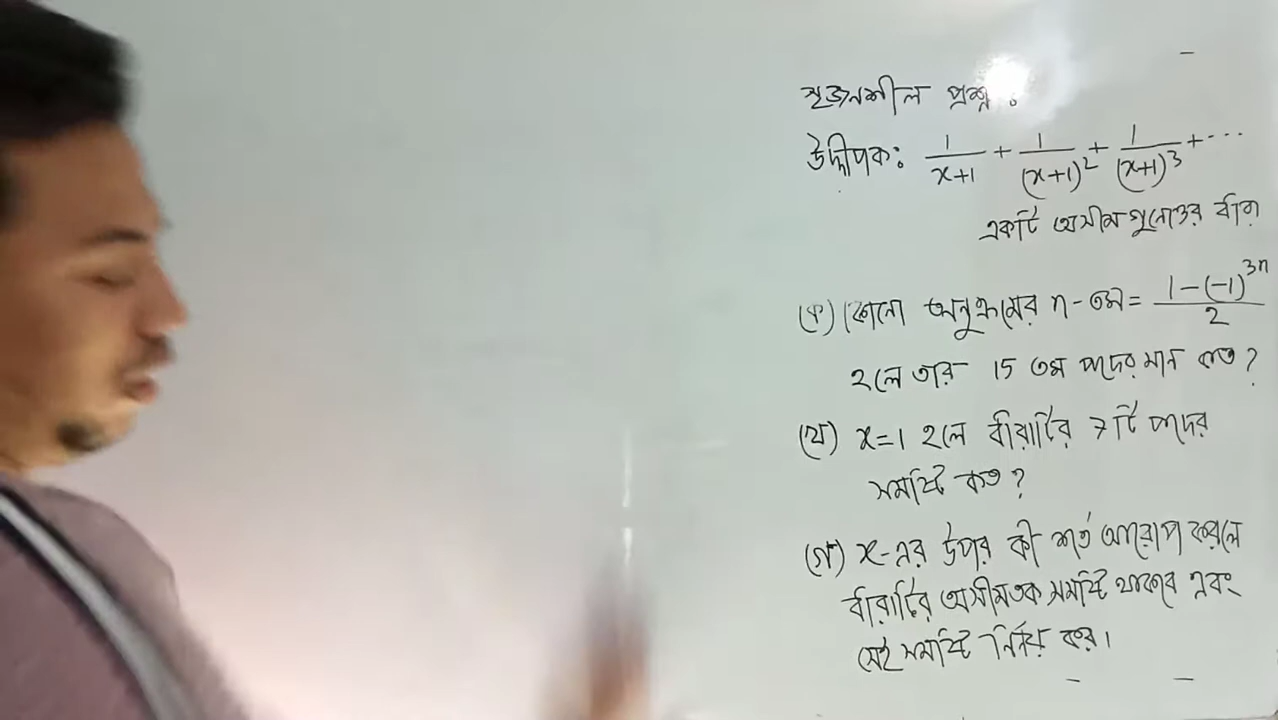 সৃজনশীল প্রশ্ন :
উদ্দীপক: 1/(x+1) + 1/(x+1)² + 1/(x+1)³ + ...
একটি অসীম গুনোত্তর ধারা
(ক) কোনো অনুক্রমের n-তম = (1-(-1)³ⁿ)/2
হলে তার 15 তম পদের মান কত?
(খ) x=1 হলে ধারাটির 7 টি পদের
সমষ্টি কত?
(গ) x-এর উপর কী শর্ত আরোপ করলে
ধারাটির অসীমতক সমষ্টি থাকবে এবং
সেই সমষ্টি নির্ণয় কর।